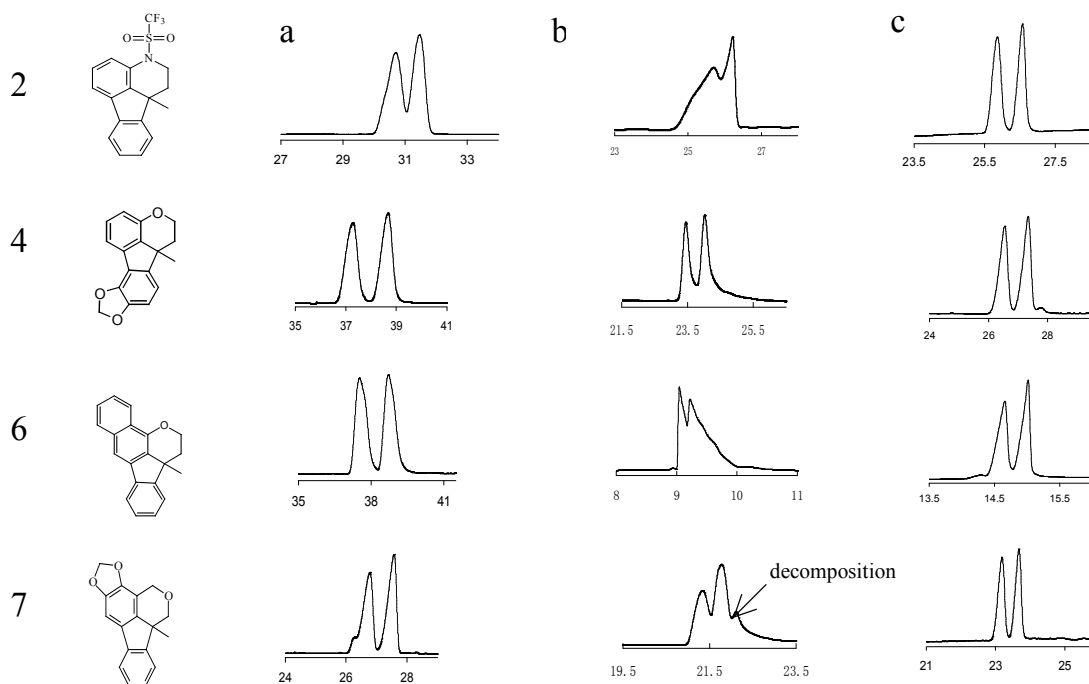 a b c
2
CF3
O=S=O
N
27 29 31 33
23 25 27
23.5 25.5 27.5
4
O
O
O
35 37 39 41
21.5 23.5 25.5
24 26 28
6
O
35 38 41
8 9 10 11
13.5 14.5 15.5
7
O
O
O
decomposition
24 26 28
19.5 21.5 23.5
21 23 25